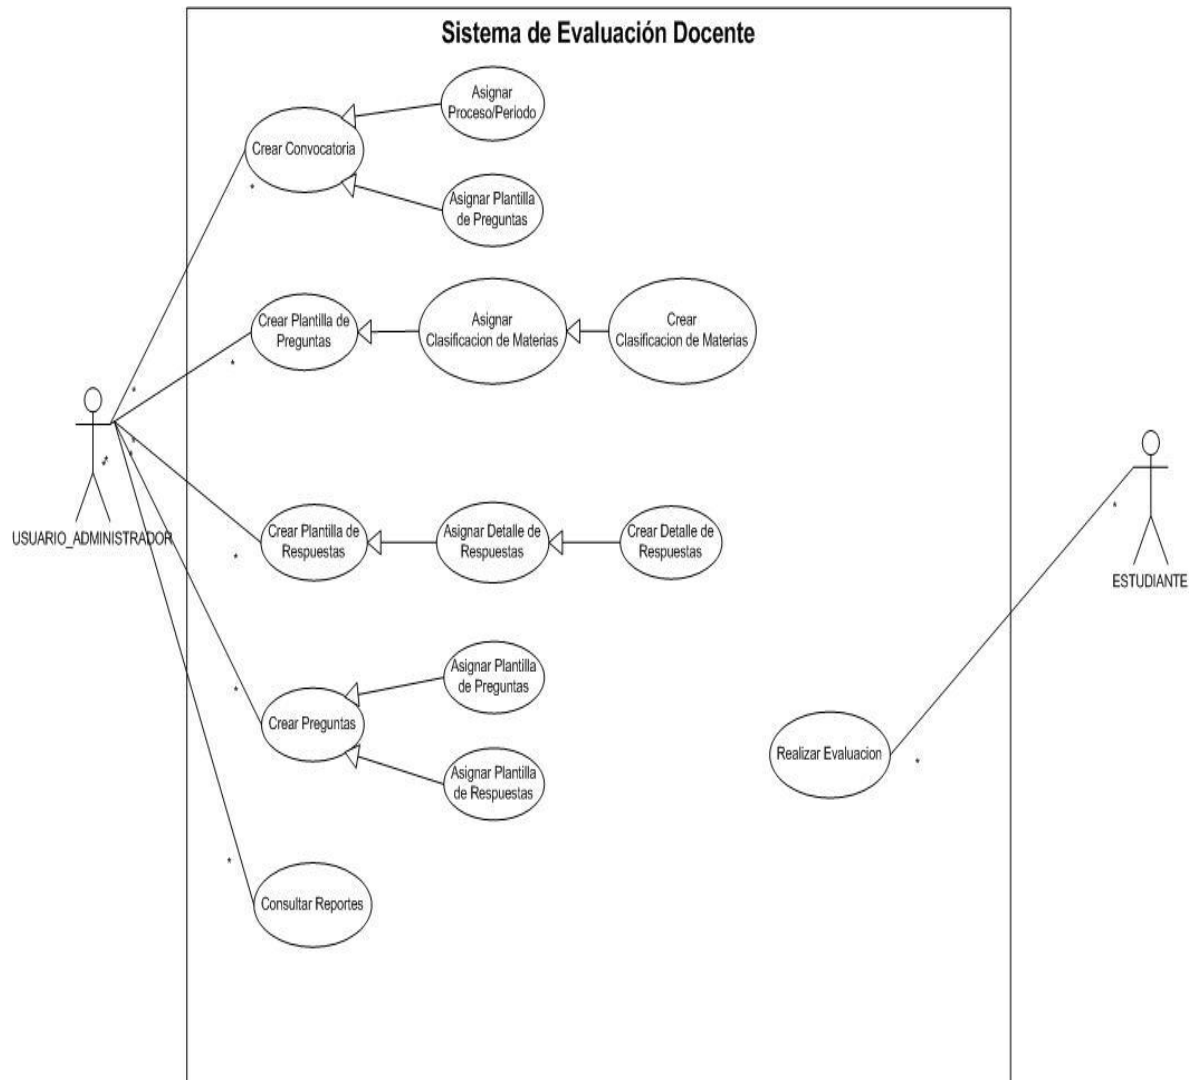 Sistema de Evaluación Docente
Asignar
Proceso/Periodo
Crear Convocatoria
*
Asignar Plantilla
de Preguntas
Crear Plantilla de
Preguntas
*
Asignar
Clasificacion de Materias
Crear
Clasificacion de Materias
*
*
*
*
*
USUARIO_ADMINISTRADOR
Crear Plantilla de
Respuestas
*
Asignar Detalle de
Respuestas
Crear Detalle de
Respuestas
*
ESTUDIANTE
Asignar Plantilla
de Preguntas
*
Crear Preguntas
Asignar Plantilla
de Respuestas
Realizar Evaluacion
*
*
Consultar Reportes